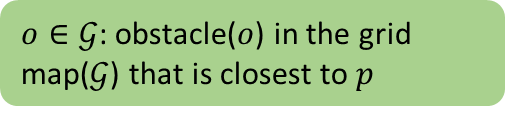 𝑜 ∈ 𝒢: obstacle(𝑜) in the grid
map(𝒢) that is closest to 𝑝